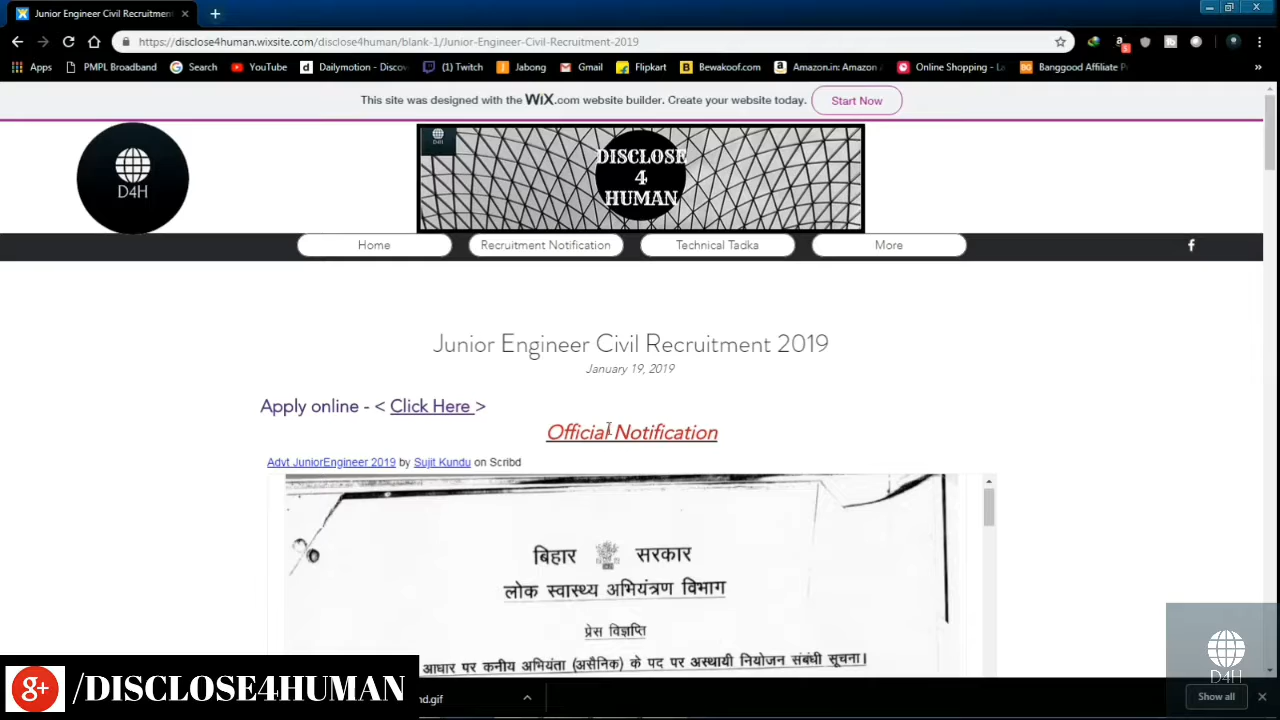 Junior Engineer Civil Recruitment
https://disclose4human.wixsite.com/disclose4human/blank-1/Junior-Engineer-Civil-Recruitment-2019
Apps PMPL Broadband Search YouTube Dailymotion - Discov (1) Twitch Jabong Gmail Flipkart Bewakoof.com Amazon.in: Amazon Online Shopping - La Banggood Affiliate P »
This site was designed with the WiX.com website builder. Create your website today. Start Now
D4H
DISCLOSE
4
HUMAN
Home Recruitment Notification Technical Tadka More
Junior Engineer Civil Recruitment 2019
January 19, 2019
Apply online - < Click Here >
Official Notification
Advt JuniorEngineer 2019 by Sujit Kundu on Scribd
बिहार सरकार
लोक स्वास्थ्य अभियंत्रण विभाग
प्रेस विज्ञप्ति
आधार पर कनीय अभियंता (असैनिक) के पद पर अस्थायी नियोजन संबंधी सूचना।
D4H
g+ /DISCLOSE4HUMAN
nd.gif
Show all